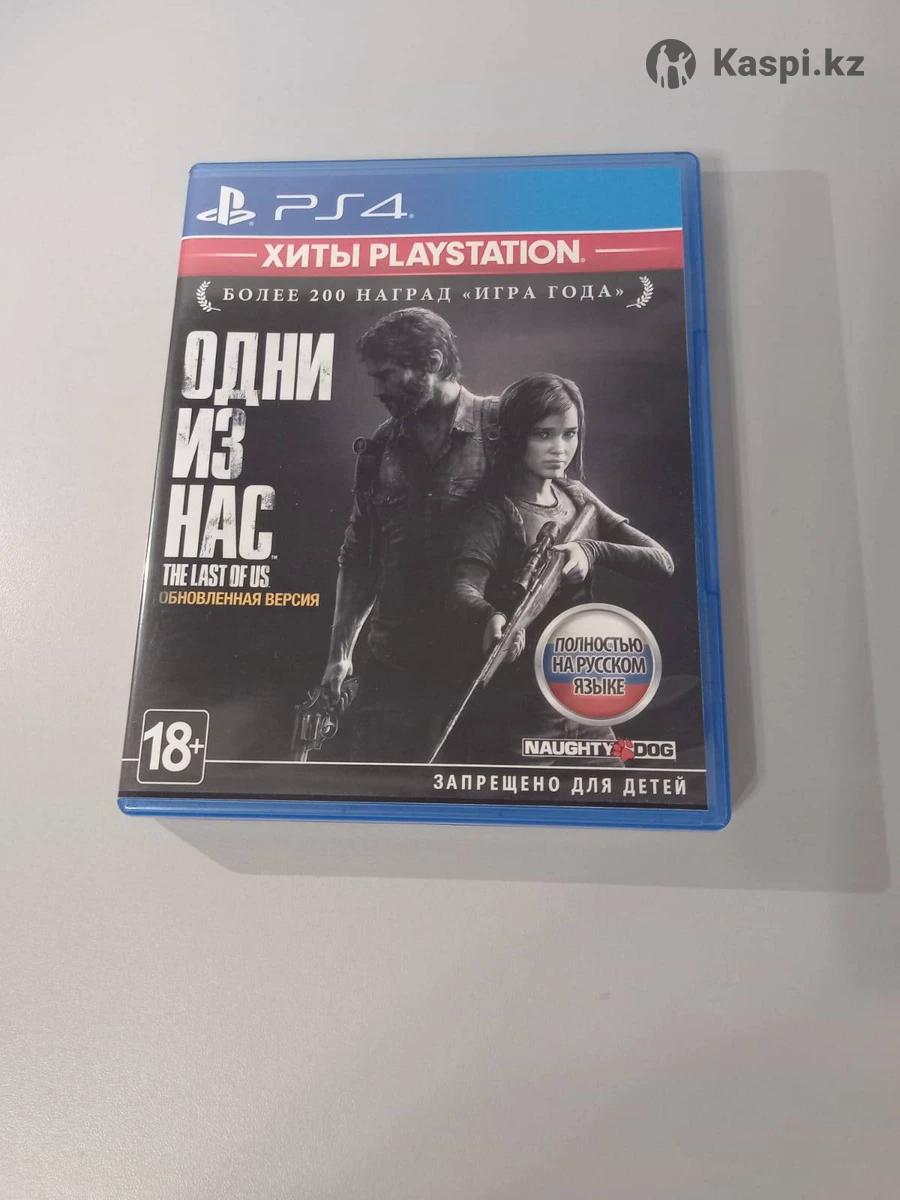 Kaspi.kz
PS4
ХИТЫ PLAYSTATION
БОЛЕЕ 200 НАГРАД «ИГРА ГОДА»
ОДНИ
ИЗ
НАС
THE LAST OF US
ОБНОВЛЕННАЯ ВЕРСИЯ
ПОЛНОСТЬЮ
НА РУССКОМ
ЯЗЫКЕ
NAUGHTY DOG
18+
ЗАПРЕЩЕНО ДЛЯ ДЕТЕЙ